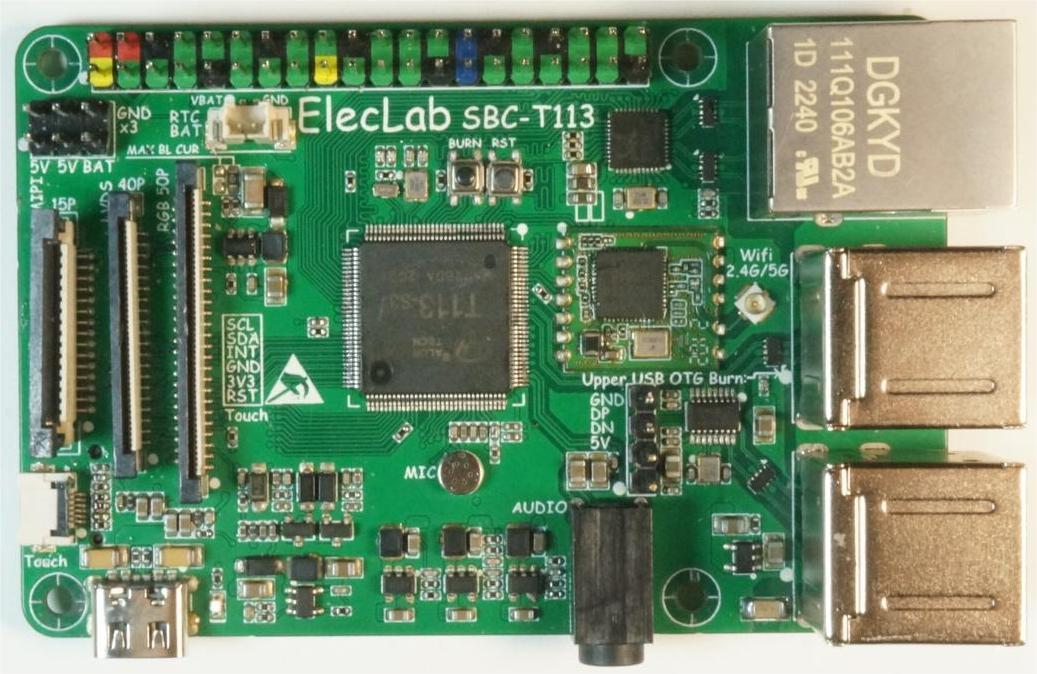 VBAT GND
GND
x3
RTC
BAT
ElecLab SBC-T113
MAX BL CUR
BURN RST
5V 5V BAT
15P
40P
RGB 50P
DGKYD
111Q106AB2A
1D 2240
Wifi
2.4G/5G
T113-S3
TECH
SCL
SDA
INT
GND
3V3
RST
Touch
Upper USB OTG Burn:
GND
DP
DN
5V
MIC
AUDIO
Touch